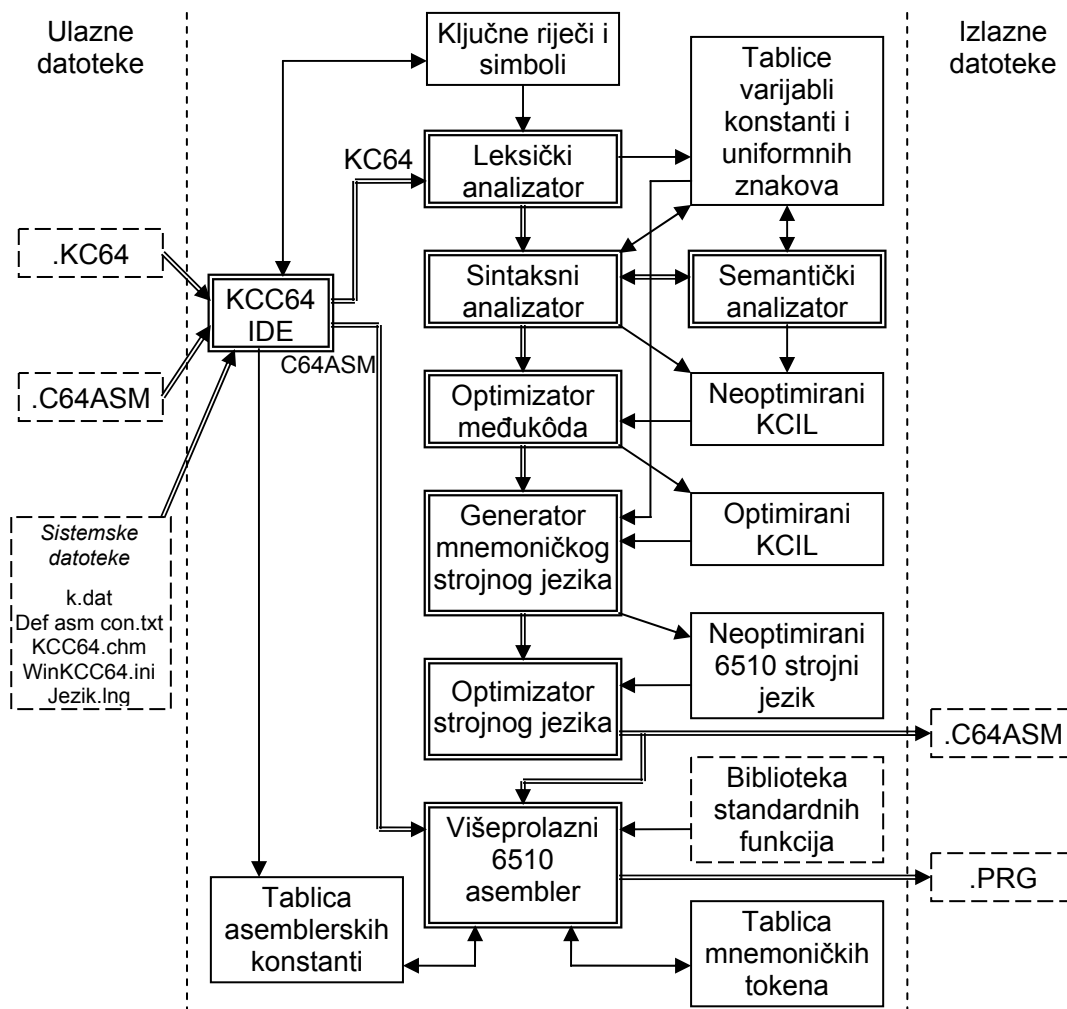 Ulazne
datoteke
Ključne riječi i
simboli
Tablice
varijabli
konstanti i
uniformnih
znakova
Izlazne
datoteke
KC64
Leksički
analizator
.KC64
KCC64
IDE
Sintaksni
analizator
Semantički
analizator
C64ASM
.C64ASM
Optimizator
međukôda
Neoptimirani
KCIL
Sistemske
datoteke
k.dat
Def asm con.txt
KCC64.chm
WinKCC64.ini
Jezik.lng
Generator
mnemoničkog
strojnog jezika
Optimirani
KCIL
Neoptimirani
6510 strojni
jezik
Optimizator
strojnog jezika
.C64ASM
Biblioteka
standardnih
funkcija
Višeprolazni
6510
asembler
.PRG
Tablica
asemblerskih
konstanti
Tablica
mnemoničkih
tokena